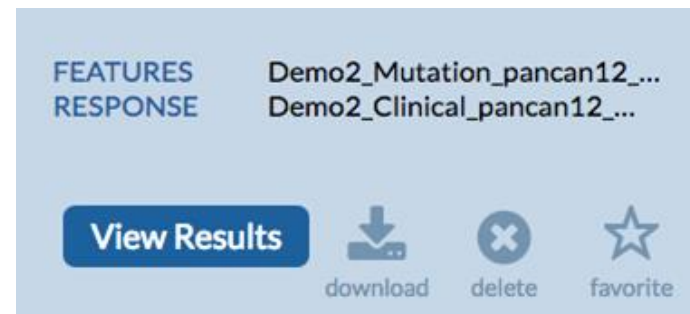 FEATURES Demo2_Mutation_pancan12_...
RESPONSE Demo2_Clinical_pancan12_...
View Results
download delete favorite